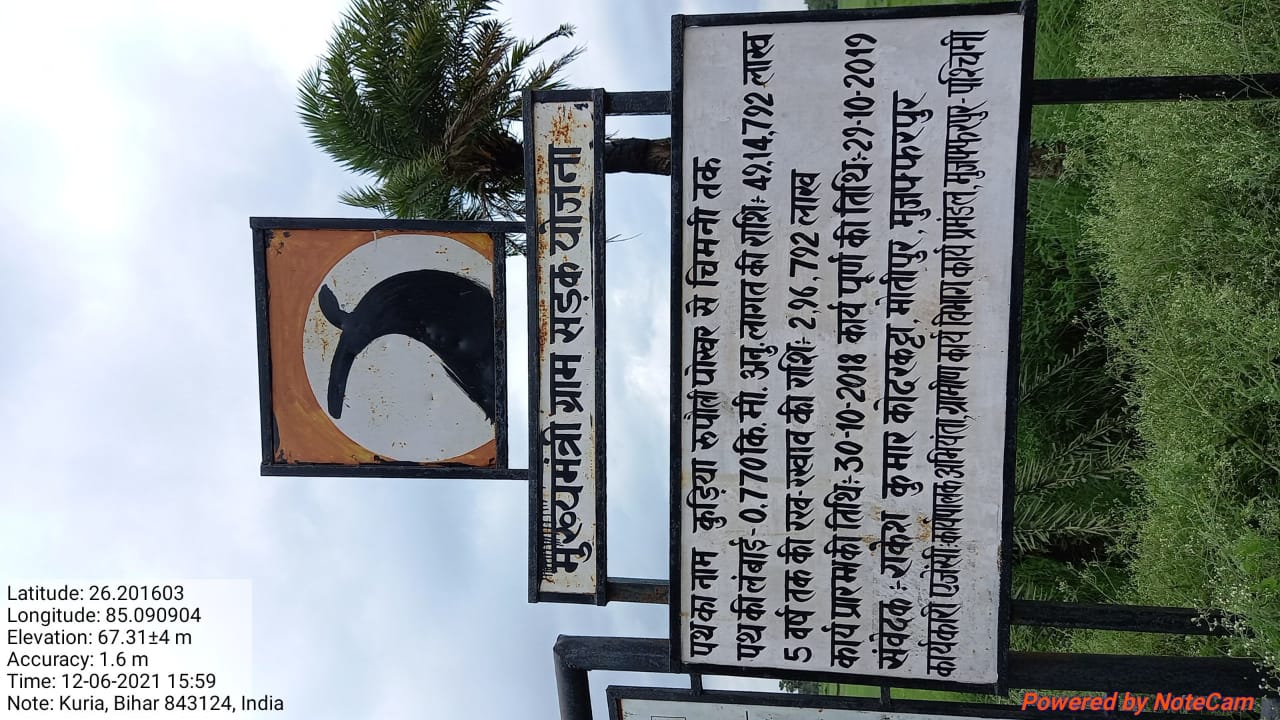 मुख्यमंत्री ग्राम सड़क योजना
पथ का नाम कुड़िया रुपौली पोखर से चिमनी तक
पथ की लंबाई- 0.770 कि. मी. अनु. लागत की राशि: 49,14,792 लाख
5 वर्ष तक की रख-रखाव की राशि: 2,96,792 लाख
कार्य प्रारम्भ की तिथि: 30-10-2018 कार्य पूर्ण की तिथि: 29-10-2019
संवेदक: राकेश कुमार कोदरकट्टा, मोतीपुर, मुजफ्फरपुर
कार्यकारी एजेंसी: कार्यपालक अभियंता, ग्रामीण कार्य विभाग कार्य प्रमंडल, मुजफ्फरपुर-पश्चिमी
Latitude: 26.201603
Longitude: 85.090904
Elevation: 67.31±4 m
Accuracy: 1.6 m
Time: 12-06-2021 15:59
Note: Kuria, Bihar 843124, India
Powered by NoteCam